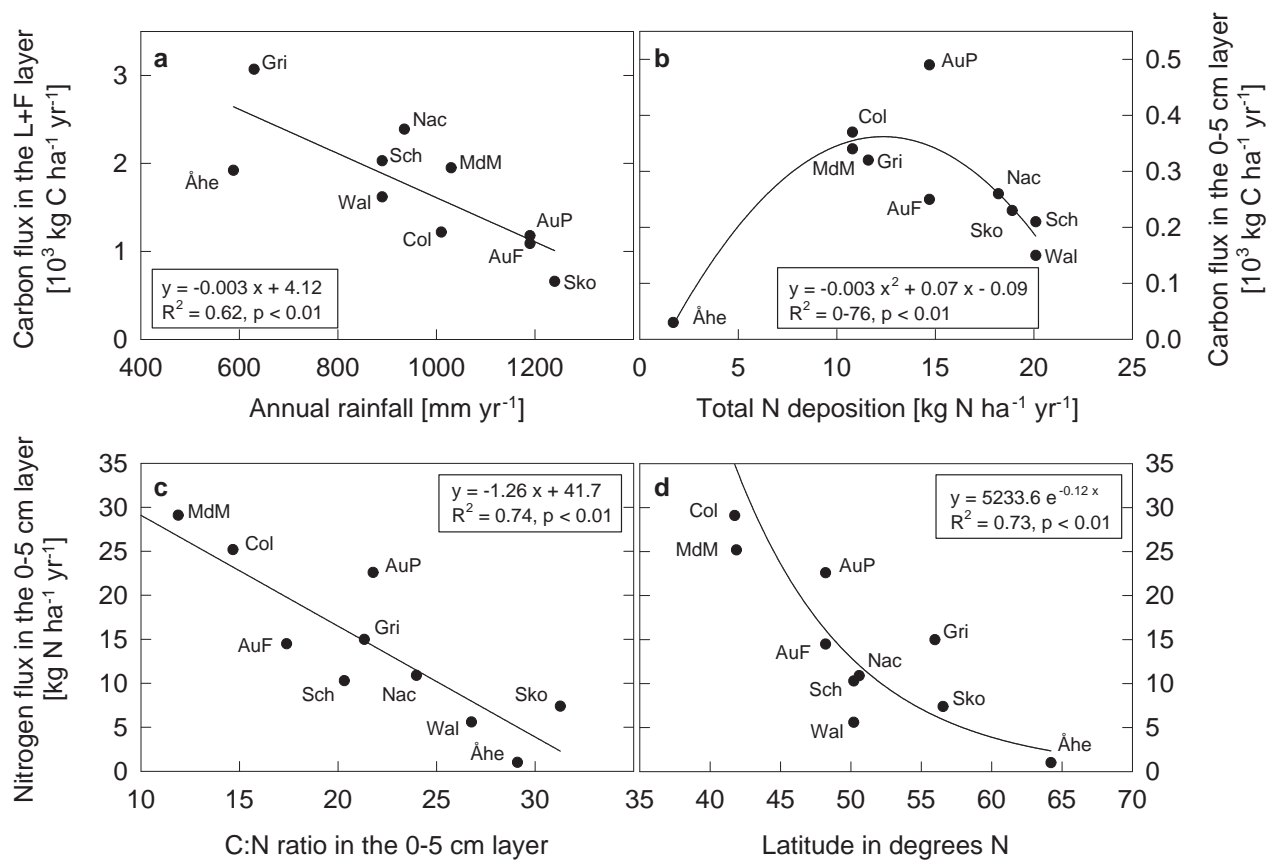 Carbon flux in the L+F layer
[10³ kg C ha⁻¹ yr⁻¹]
a
3
2
1
0
Gri
Nac
Sch
MdM
Åhe
Wal
Col
AuP
AuF
Sko
y = -0.003 x + 4.12
R² = 0.62, p < 0.01
400 600 800 1000 1200
Annual rainfall [mm yr⁻¹]
b
AuP
Col
MdM
Gri
AuF
Nac
Sko
Sch
Wal
Åhe
y = -0.003 x² + 0.07 x - 0.09
R² = 0-76, p < 0.01
0.5
0.4
0.3
0.2
0.1
0.0
0 5 10 15 20 25
Total N deposition [kg N ha⁻¹ yr⁻¹]
Carbon flux in the 0-5 cm layer
[10³ kg C ha⁻¹ yr⁻¹]
Nitrogen flux in the 0-5 cm layer
[kg N ha⁻¹ yr⁻¹]
35
30
25
20
15
10
5
0
c
y = -1.26 x + 41.7
R² = 0.74, p < 0.01
MdM
Col
AuP
Gri
AuF
Sch
Nac
Sko
Wal
Åhe
10 15 20 25 30 35
C:N ratio in the 0-5 cm layer
d
y = 5233.6 e⁻⁰·¹² ˣ
R² = 0.73, p < 0.01
Col
MdM
AuP
AuF
Gri
Nac
Sch
Sko
Wal
Åhe
35
30
25
20
15
10
5
0
40 45 50 55 60 65 70
Latitude in degrees N